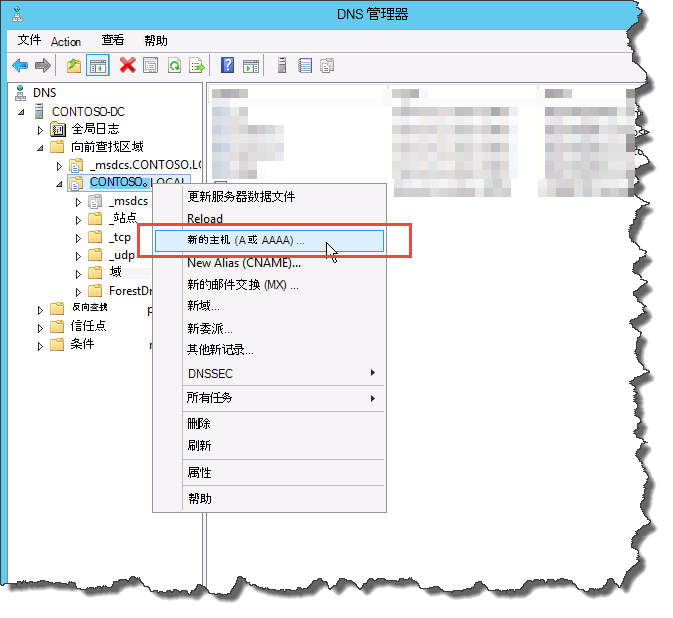 DNS 管理器
文件 Action 查看 帮助
DNS
CONTOSO-DC
全局日志
向前查找区域
_msdcs.CONTOSO.LC
CONTOSO。LOCAL
_msdcs
_站点
_tcp
_udp
域
ForestDn
反向查找
信任点
条件
更新服务器数据文件
Reload
新的主机 (A或 AAAA) ...
New Alias (CNAME)...
新的邮件交换 (MX) ...
新域...
新委派...
其他新记录...
DNSSEC
所有任务
删除
刷新
属性
帮助